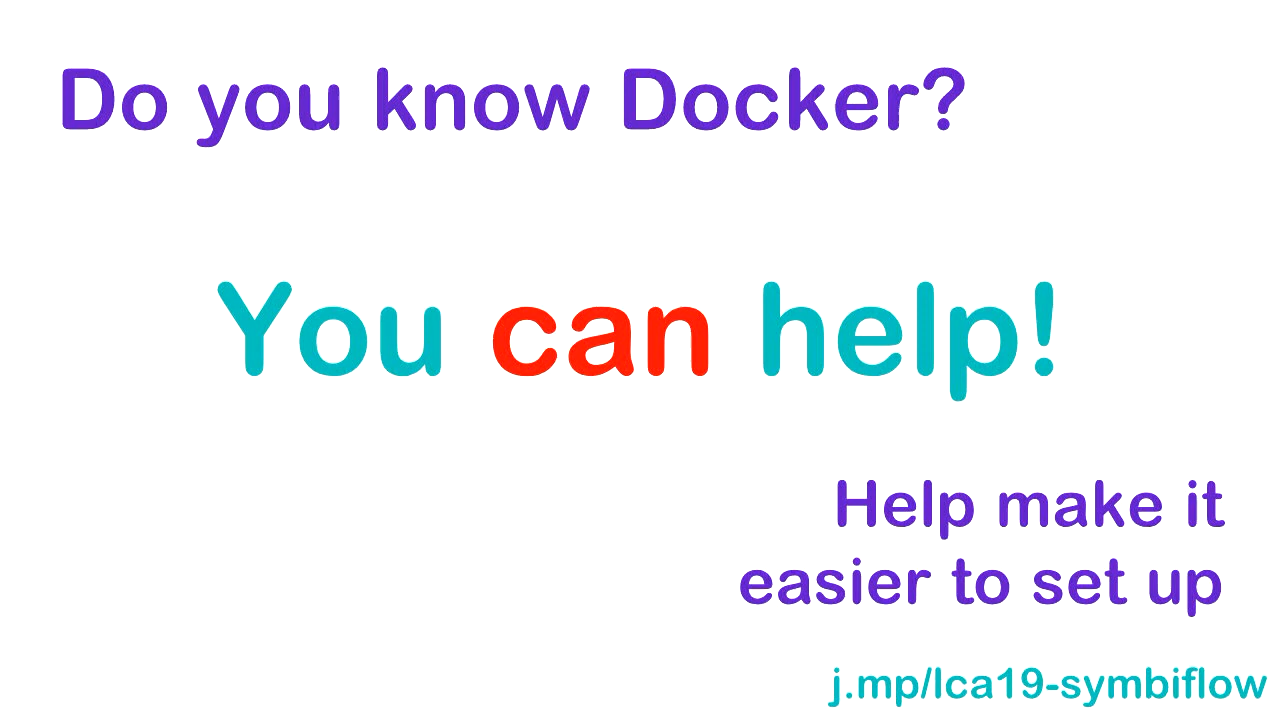 Do you know Docker?
You can help!
Help make it
easier to set up
j.mp/lca19-symbiflow